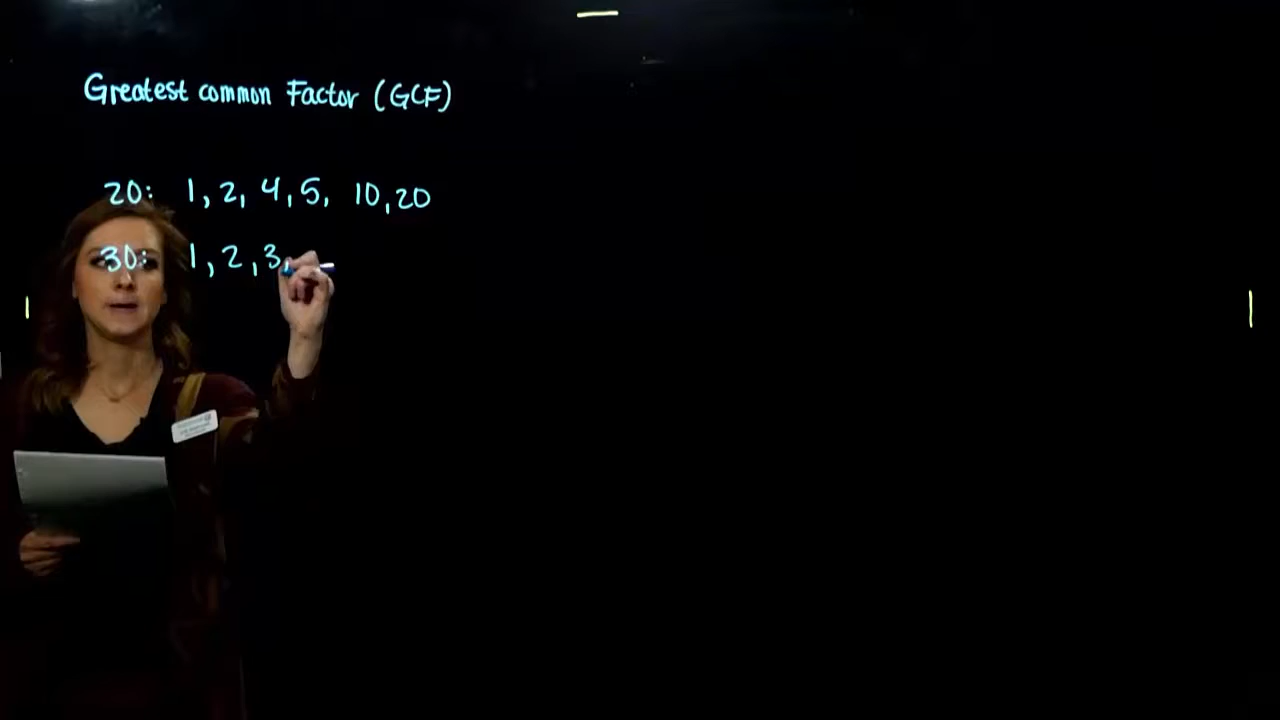 Greatest common Factor (GCF)
20: 1, 2, 4, 5, 10, 20
30: 1, 2, 3,